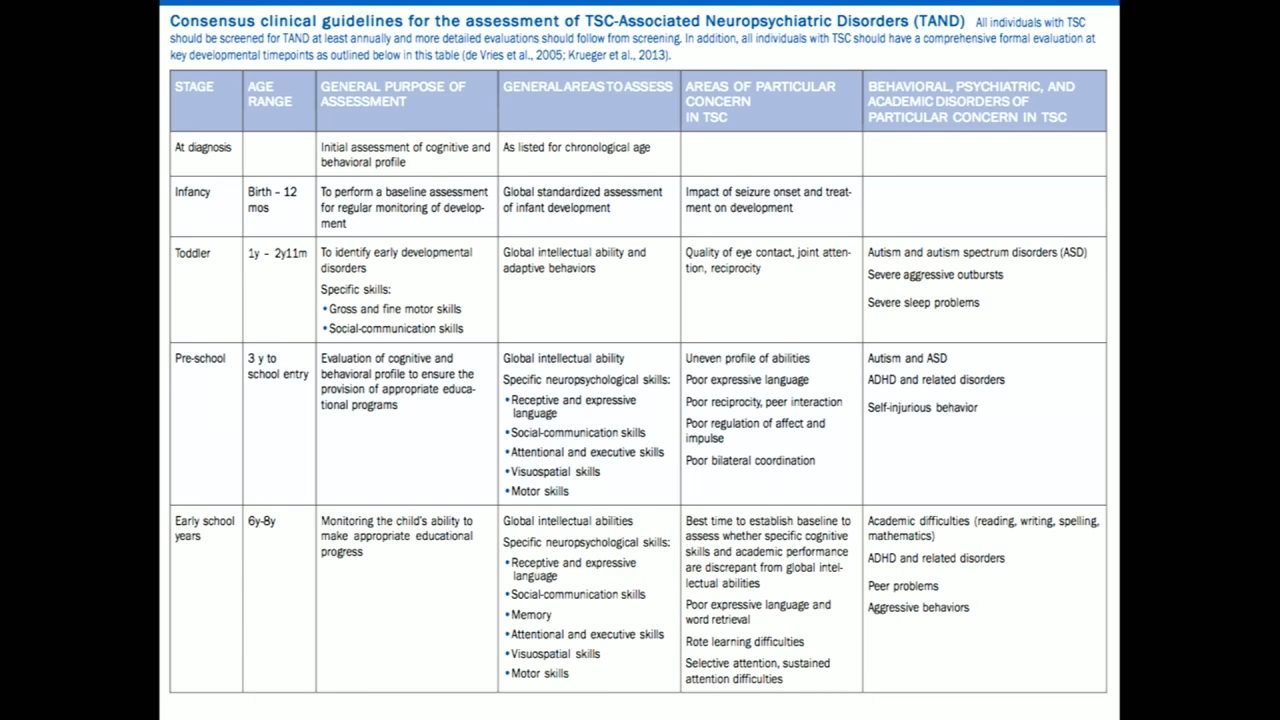 Consensus clinical guidelines for the assessment of TSC-Associated Neuropsychiatric Disorders (TAND) All individuals with TSC
should be screened for TAND at least annually and more detailed evaluations should follow from screening. In addition, all individuals with TSC should have a comprehensive formal evaluation at
key developmental timepoints as outlined below in this table (de Vries et al., 2005; Krueger et al., 2013).
STAGE
AGE
RANGE
GENERAL PURPOSE OF
ASSESSMENT
GENERAL AREAS TO ASSESS
AREAS OF PARTICULAR
CONCERN
IN TSC
BEHAVIORAL, PSYCHIATRIC, AND
ACADEMIC DISORDERS OF
PARTICULAR CONCERN IN TSC
At diagnosis
Initial assessment of cognitive and
behavioral profile
As listed for chronological age
Infancy
Birth – 12
mos
To perform a baseline assessment
for regular monitoring of develop-
ment
Global standardized assessment
of infant development
Impact of seizure onset and treat-
ment on development
Toddler
1y – 2y11m
To identify early developmental
disorders
Specific skills:
•Gross and fine motor skills
•Social-communication skills
Global intellectual ability and
adaptive behaviors
Quality of eye contact, joint atten-
tion, reciprocity
Autism and autism spectrum disorders (ASD)
Severe aggressive outbursts
Severe sleep problems
Pre-school
3 y to
school entry
Evaluation of cognitive and
behavioral profile to ensure the
provision of appropriate educa-
tional programs
Global intellectual ability
Specific neuropsychological skills:
•Receptive and expressive
language
•Social-communication skills
•Attentional and executive skills
•Visuospatial skills
•Motor skills
Uneven profile of abilities
Poor expressive language
Poor reciprocity, peer interaction
Poor regulation of affect and
impulse
Poor bilateral coordination
Autism and ASD
ADHD and related disorders
Self-injurious behavior
Early school
years
6y-8y
Monitoring the child's ability to
make appropriate educational
progress
Global intellectual abilities
Specific neuropsychological skills:
•Receptive and expressive
language
•Social-communication skills
•Memory
•Attentional and executive skills
•Visuospatial skills
•Motor skills
Best time to establish baseline to
assess whether specific cognitive
skills and academic performance
are discrepant from global intel-
lectual abilities
Poor expressive language and
word retrieval
Rote learning difficulties
Selective attention, sustained
attention difficulties
Academic difficulties (reading, writing, spelling,
mathematics)
ADHD and related disorders
Peer problems
Aggressive behaviors